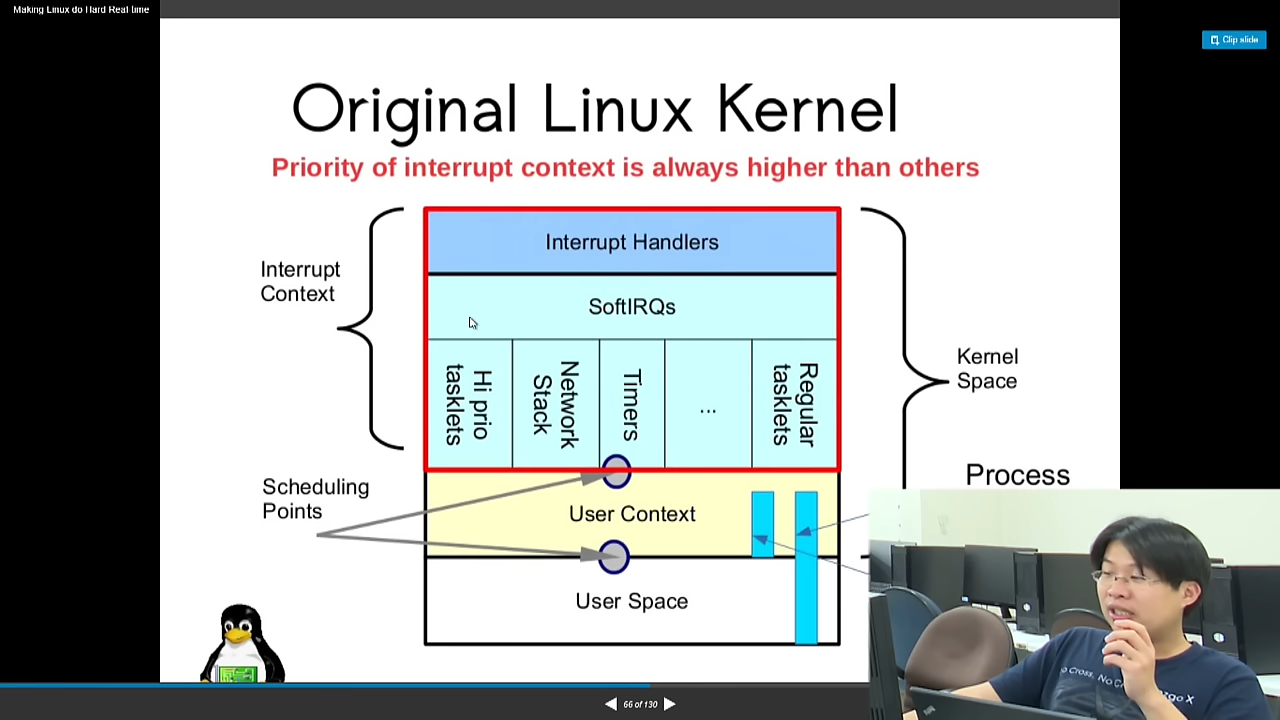 Making Linux do Hard Real time
Clip slide
Original Linux Kernel
Priority of interrupt context is always higher than others
Interrupt Handlers
Interrupt
Context
SoftIRQs
Hi prio
tasklets
Network
Stack
Timers
...
Regular
tasklets
Kernel
Space
Scheduling
Points
User Context
Process
User Space
66 of 130